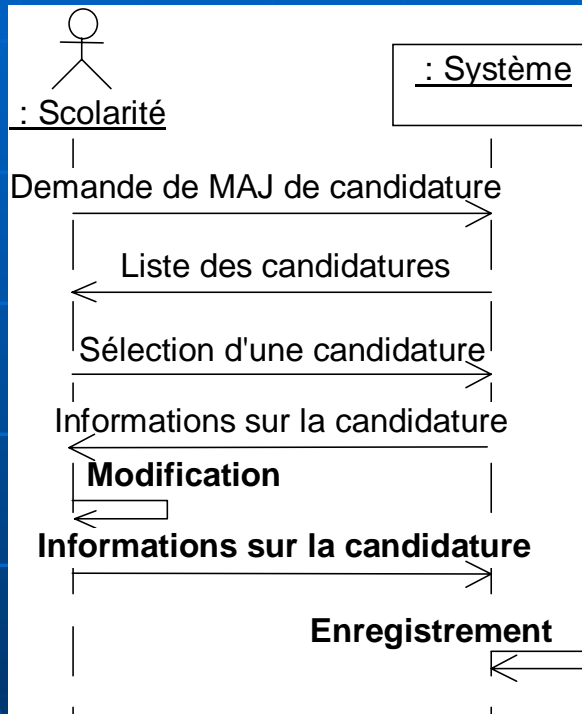 : Scolarité
: Système
Demande de MAJ de candidature
Liste des candidatures
Sélection d'une candidature
Informations sur la candidature
Modification
Informations sur la candidature
Enregistrement